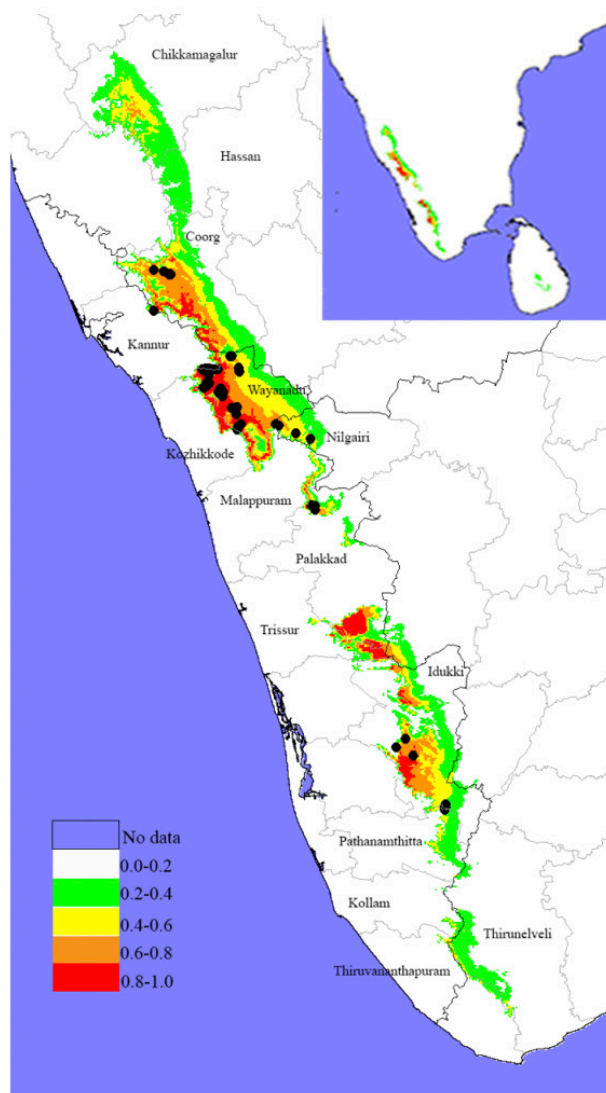 Chikkamagalur
Hassan
Coorg
Kannur
Wayanadu
Nilgairi
Kozhikkode
Malappuram
Palakkad
Trissur
Idukki
Pathanamthitta
Kollam
Thirunelveli
Thiruvananthapuram
No data
0.0-0.2
0.2-0.4
0.4-0.6
0.6-0.8
0.8-1.0